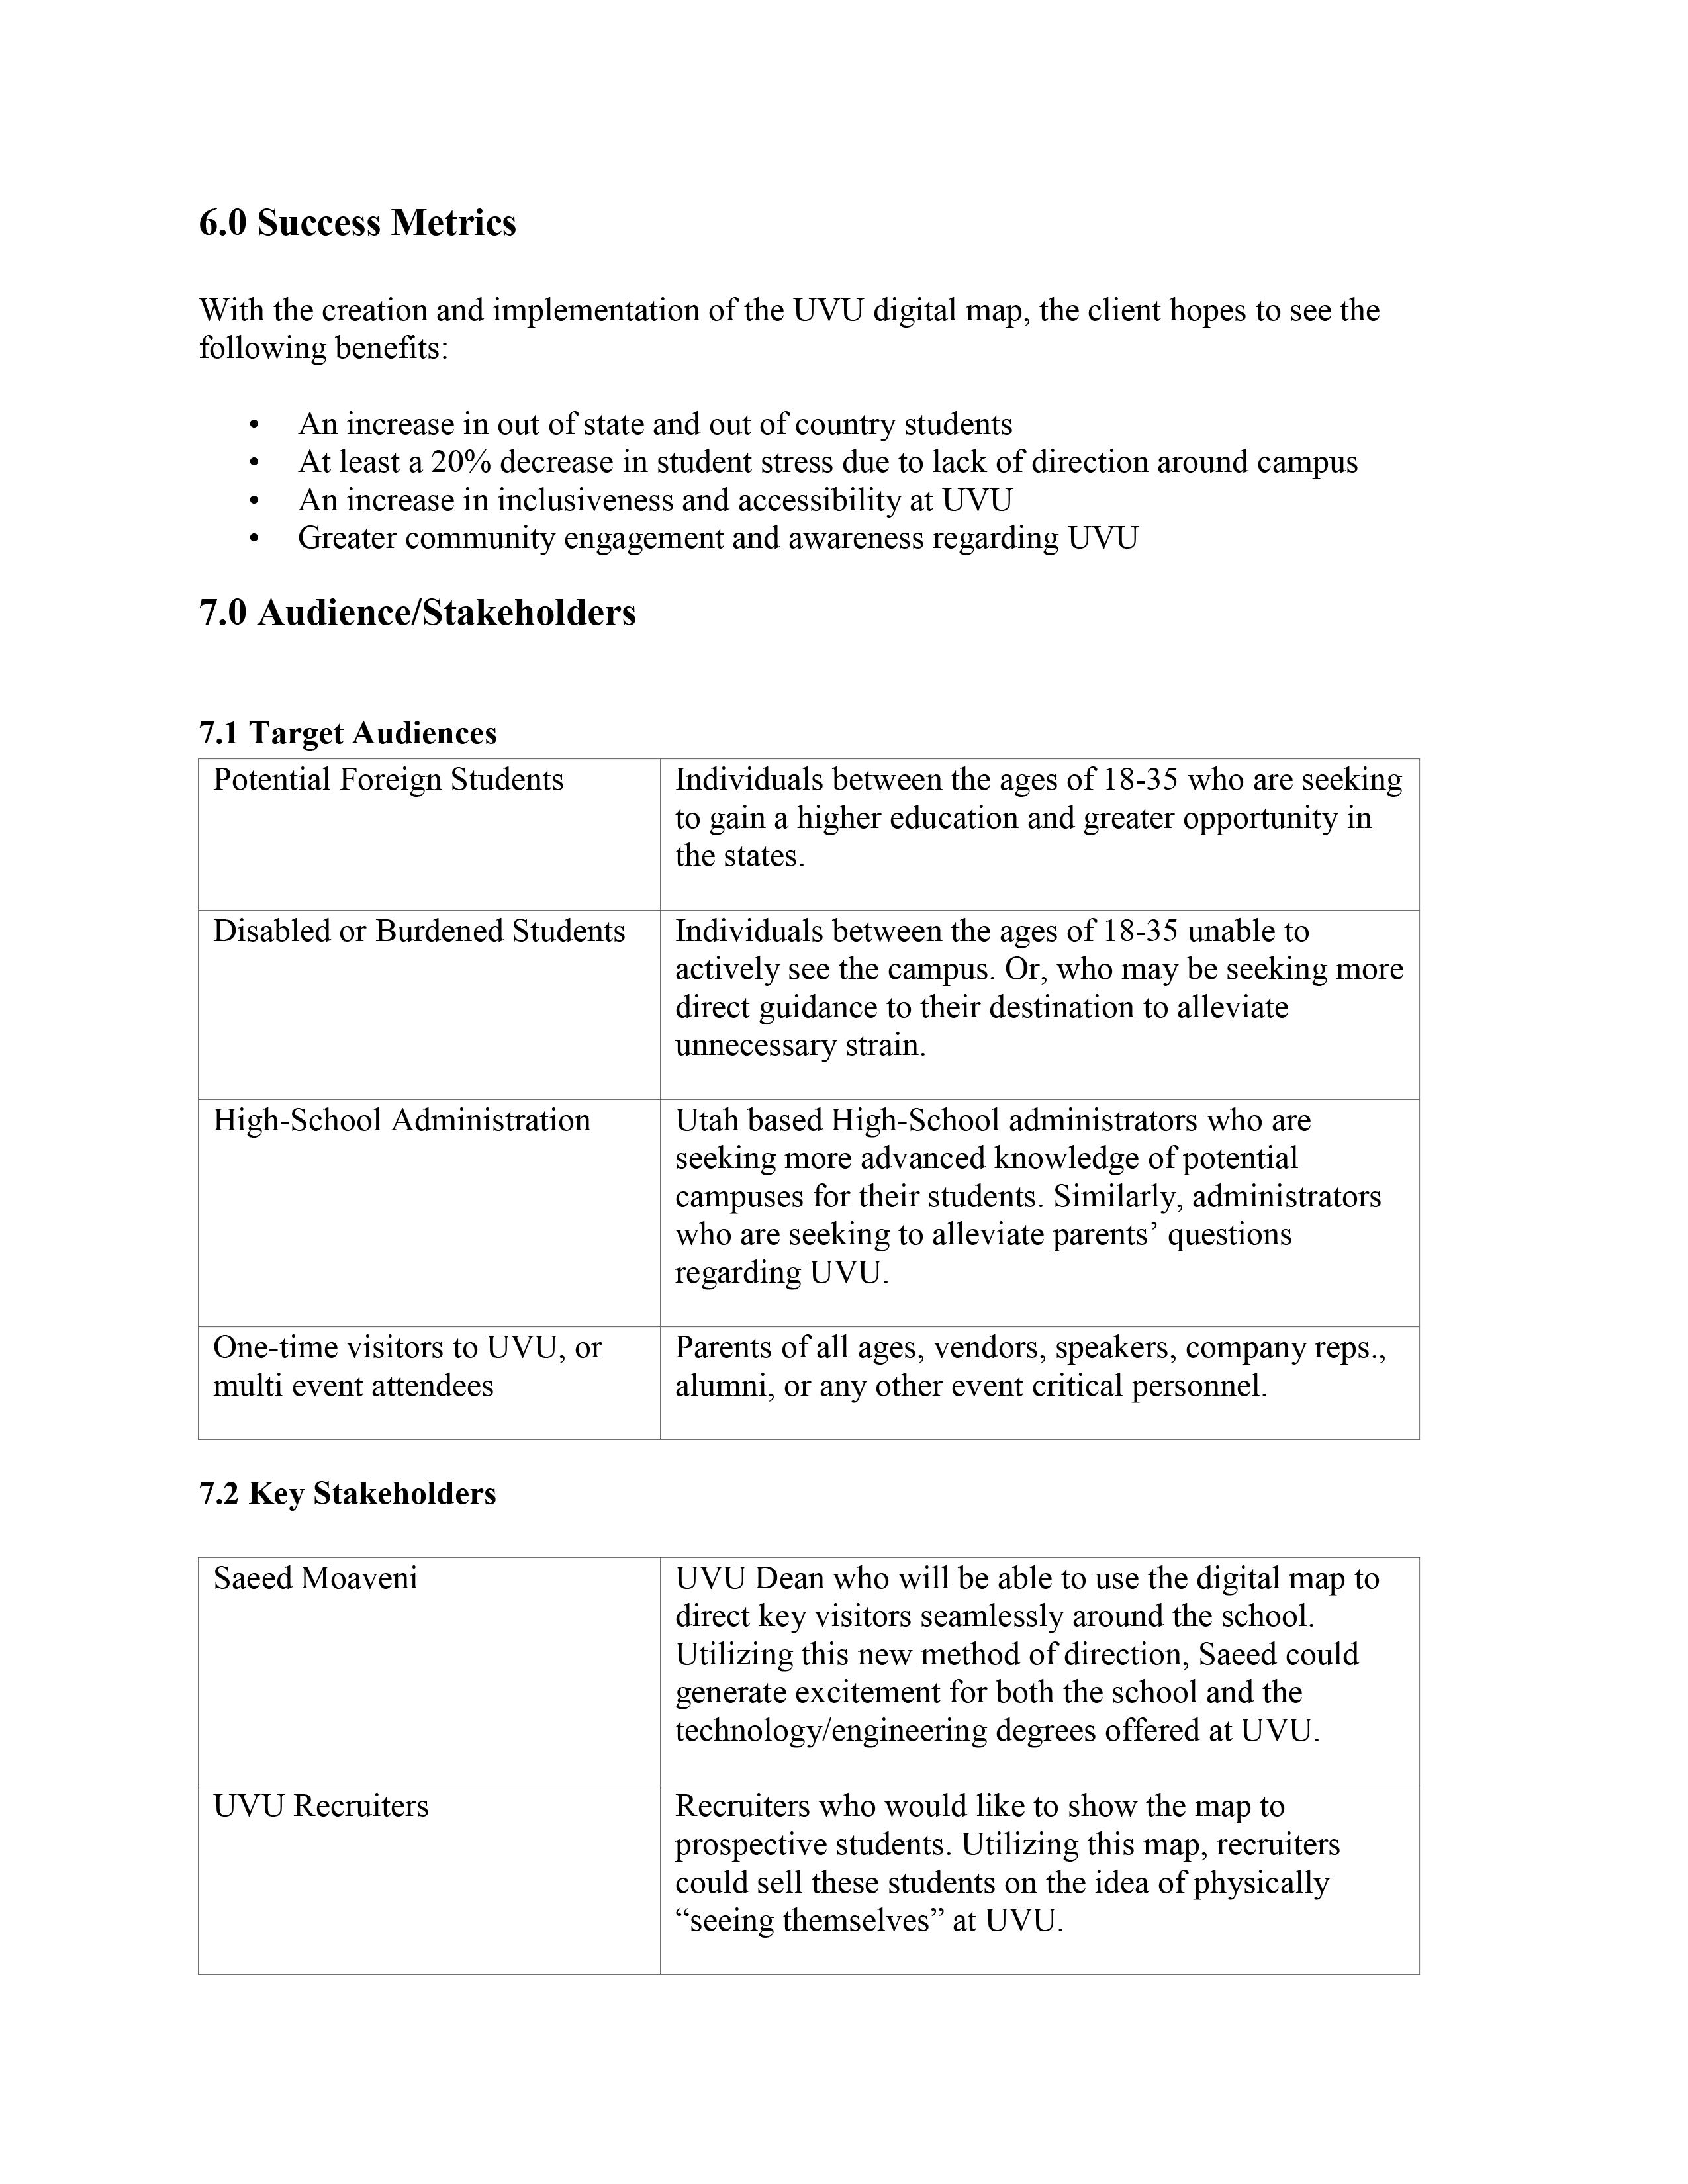 6.0 Success Metrics
With the creation and implementation of the UVU digital map, the client hopes to see the
following benefits:
• An increase in out of state and out of country students
• At least a 20% decrease in student stress due to lack of direction around campus
• An increase in inclusiveness and accessibility at UVU
• Greater community engagement and awareness regarding UVU
7.0 Audience/Stakeholders
7.1 Target Audiences
Potential Foreign Students
Individuals between the ages of 18-35 who are seeking
to gain a higher education and greater opportunity in
the states.
Disabled or Burdened Students
Individuals between the ages of 18-35 unable to
actively see the campus. Or, who may be seeking more
direct guidance to their destination to alleviate
unnecessary strain.
High-School Administration
Utah based High-School administrators who are
seeking more advanced knowledge of potential
campuses for their students. Similarly, administrators
who are seeking to alleviate parents’ questions
regarding UVU.
One-time visitors to UVU, or
multi event attendees
Parents of all ages, vendors, speakers, company reps.,
alumni, or any other event critical personnel.
7.2 Key Stakeholders
Saeed Moaveni
UVU Dean who will be able to use the digital map to
direct key visitors seamlessly around the school.
Utilizing this new method of direction, Saeed could
generate excitement for both the school and the
technology/engineering degrees offered at UVU.
UVU Recruiters
Recruiters who would like to show the map to
prospective students. Utilizing this map, recruiters
could sell these students on the idea of physically
“seeing themselves” at UVU.